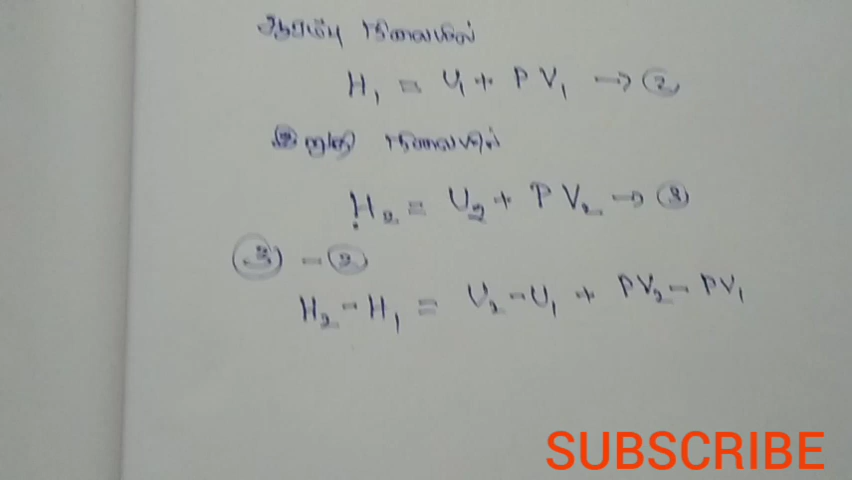 ஆரம்ப நிலையில்
H₁ = U₁ + PV₁ → ②
இறுதி நிலையில்
H₂ = U₂ + PV₂ → ③
③ - ②
H₂ - H₁ = U₂ - U₁ + PV₂ - PV₁
SUBSCRIBE